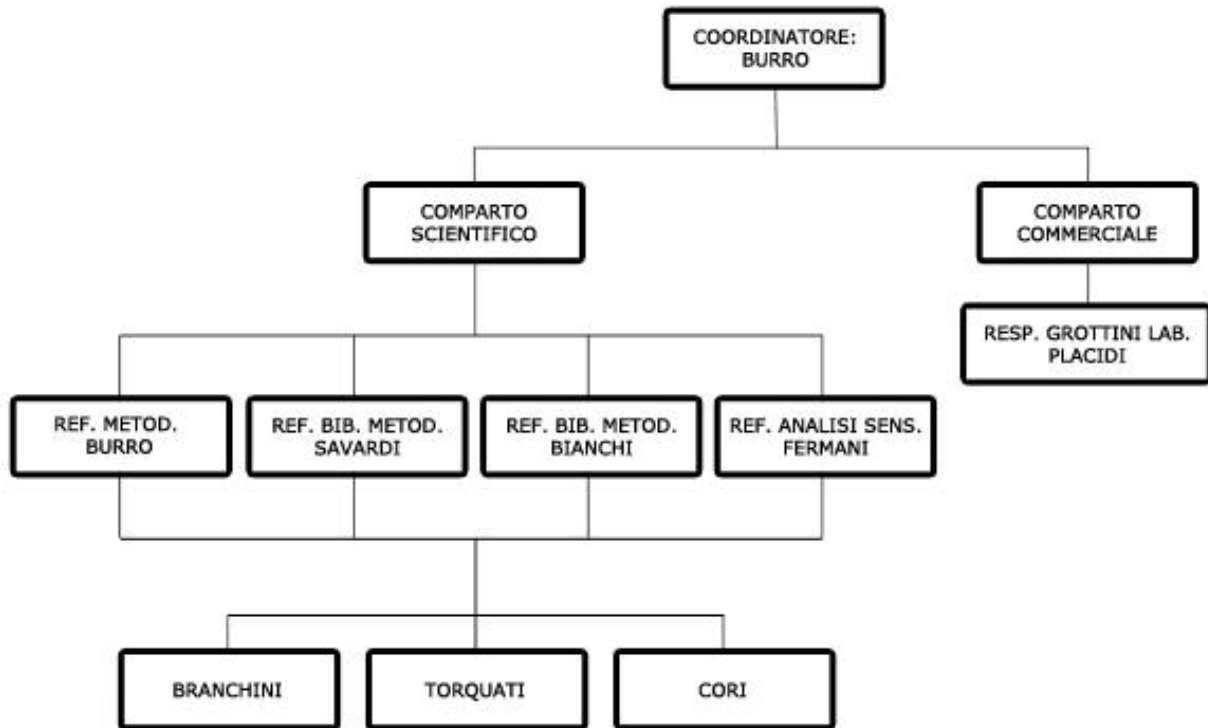 COORDINATORE:
BURRO
COMPARTO
SCIENTIFICO
COMPARTO
COMMERCIALE
RESP. GROTTINI LAB.
PLACIDI
REF. METOD.
BURRO
REF. BIB. METOD.
SAVARDI
REF. BIB. METOD.
BIANCHI
REF. ANALISI SENS.
FERMANI
BRANCHINI
TORQUATI
CORI